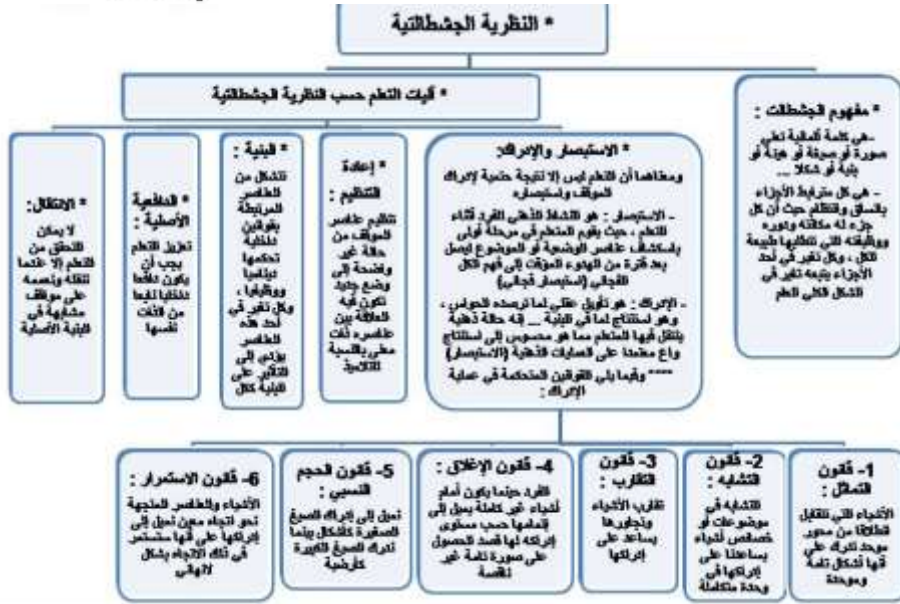 * النظرية الجشطالتية
* آليات التعلم حسب النظرية الجشطالتية
* مفهوم الجشطالت :
-هي كلمة ألمانية تعني
صورة أو صيغة أو هيئة أو
بنية أو شكلا ...
- هي كل مترابط الأجزاء
باتساق وانتظام حيث أن كل
جزء له مكانته ودوره
ووظيفته التي تتطلبها طبيعة
الكل ، وكل تغير في أحد
الأجزاء يتبعه تغير في
الشكل الكلي العام
* الاستبصار والإدراك:
ومعناهما أن التعلم ليس إلا نتيجة حتمية لإدراك
الموقف واستبصاره
- الاستبصار : هو النشاط الذهني للفرد أثناء
التعلم ، حيث يقوم المتعلم في مرحلة أولى
باستكشاف عناصر الوضعية أو الموضوع ليصل
بعد فترة من الهدوء المؤقت إلى فهم الكل
الفجائي (استبصار فجائي)
- الإدراك : هو تأويل عقلي لما ترصده الحواس ،
وهو استنتاج لما في البنية ... إنه حالة ذهنية
ينتقل فيها المتعلم مما هو محسوس إلى استنتاج
واع معتمدا على العمليات الذهنية (الاستبصار)
**** وفيما يلي القوانين المتحكمة في عملية
الإدراك :
* إعادة
التنظيم :
تنظيم عناصر
الموقف من
حالة غير
واضحة إلى
وضع جديد
تكون فيه
العلاقة بين
عناصره ذات
معنى بالنسبة
للتلاميذ
* البنية :
تتشكل من
العناصر
المرتبطة
بقوانين
داخلية
تحكمها
ديناميا
ووظيفيا ،
وكل تغير في
أحد هذه
العناصر
يؤدي إلى
التأثير على
البنية ككل
* الدافعية
الأصلية :
تعزيز التعلم
يجب أن
يكون دافعا
داخليا نابعا
من الذات
نفسها
* الانتقال:
لا يمكن
التحقق من
التعلم إلا عندما
ننقله ونعممه
على مواقف
مشابهة في
البنية الأصلية
1- قانون
التماثل :
الأشياء التي تتقابل
انطلاقا من محور
موحد تدرك على
أنها أشكال تامة
وموحدة
2- قانون
التشابه :
التشابه في
موضوعات أو
خصائص أشياء
يساعدنا على
إدراكها في
وحدة متكاملة
3- قانون
التقارب :
تقارب الأشياء
وتجاورها
يساعد على
إدراكها
4- قانون الإغلاق :
الفرد حينما يكون أمام
أشياء غير كاملة يميل إلى
إتمامها حسب مستوى
إدراكه لها قصد الحصول
على صورة تامة غير
ناقصة
5- قانون الحجم
النسبي :
نميل إلى إدراك الصيغ
الصغيرة كأشكال بينما
ندرك الصيغ الكبيرة
كأرضية
6- قانون الاستمرار :
الأشياء والعناصر المتجهة
نحو اتجاه معين نميل إلى
إدراكها على أنها ستستمر
في ذلك الاتجاه بشكل
لانهائي